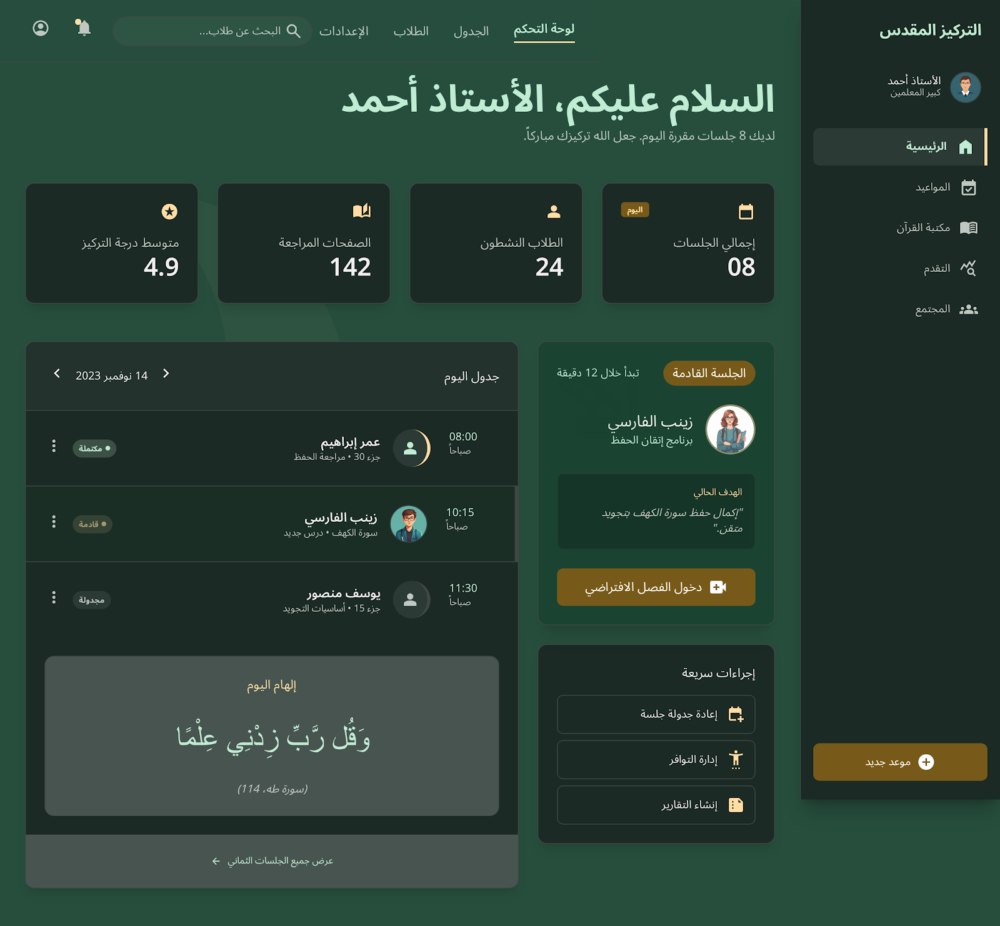 التركيز المقدس
الأستاذ أحمد
كبير المعلمين
الرئيسية
المواعيد
مكتبة القرآن
التقدم
المجتمع
موعد جديد
لوحة التحكم
الجدول
الطلاب
الإعدادات
البحث عن طلاب...
السلام عليكم، الأستاذ أحمد
لديك 8 جلسات مقررة اليوم. جعل الله تركيزك مباركاً.
اليوم
إجمالي الجلسات
08
الطلاب النشطون
24
الصفحات المراجعة
142
متوسط درجة التركيز
4.9
الجلسة القادمة
تبدأ خلال 12 دقيقة
زينب الفارسي
برنامج إتقان الحفظ
الهدف الحالي
"إكمال حفظ سورة الكهف بتجويد
متقن."
دخول الفصل الافتراضي
إجراءات سريعة
إعادة جدولة جلسة
إدارة التوافر
إنشاء التقارير
جدول اليوم
14 نوفمبر 2023
08:00
صباحاً
عمر إبراهيم
جزء 30 • مراجعة الحفظ
مكتملة
10:15
صباحاً
زينب الفارسي
سورة الكهف • درس جديد
قادمة
11:30
صباحاً
يوسف منصور
جزء 15 • أساسيات التجويد
مجدولة
إلهام اليوم
وَقُل رَّبِّ زِدْنِي عِلْمًا
(سورة طه، 114)
عرض جميع الجلسات الثماني